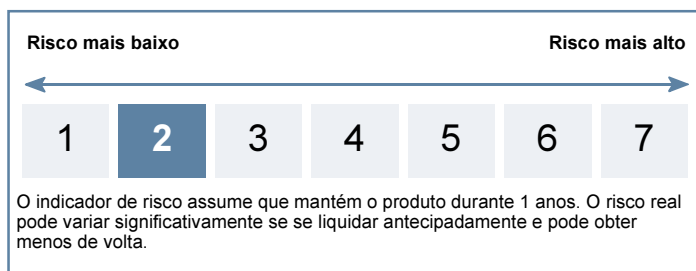 Risco mais baixo Risco mais alto
1 2 3 4 5 6 7
O indicador de risco assume que mantém o produto durante 1 anos. O risco real
pode variar significativamente se se liquidar antecipadamente e pode obter
menos de volta.